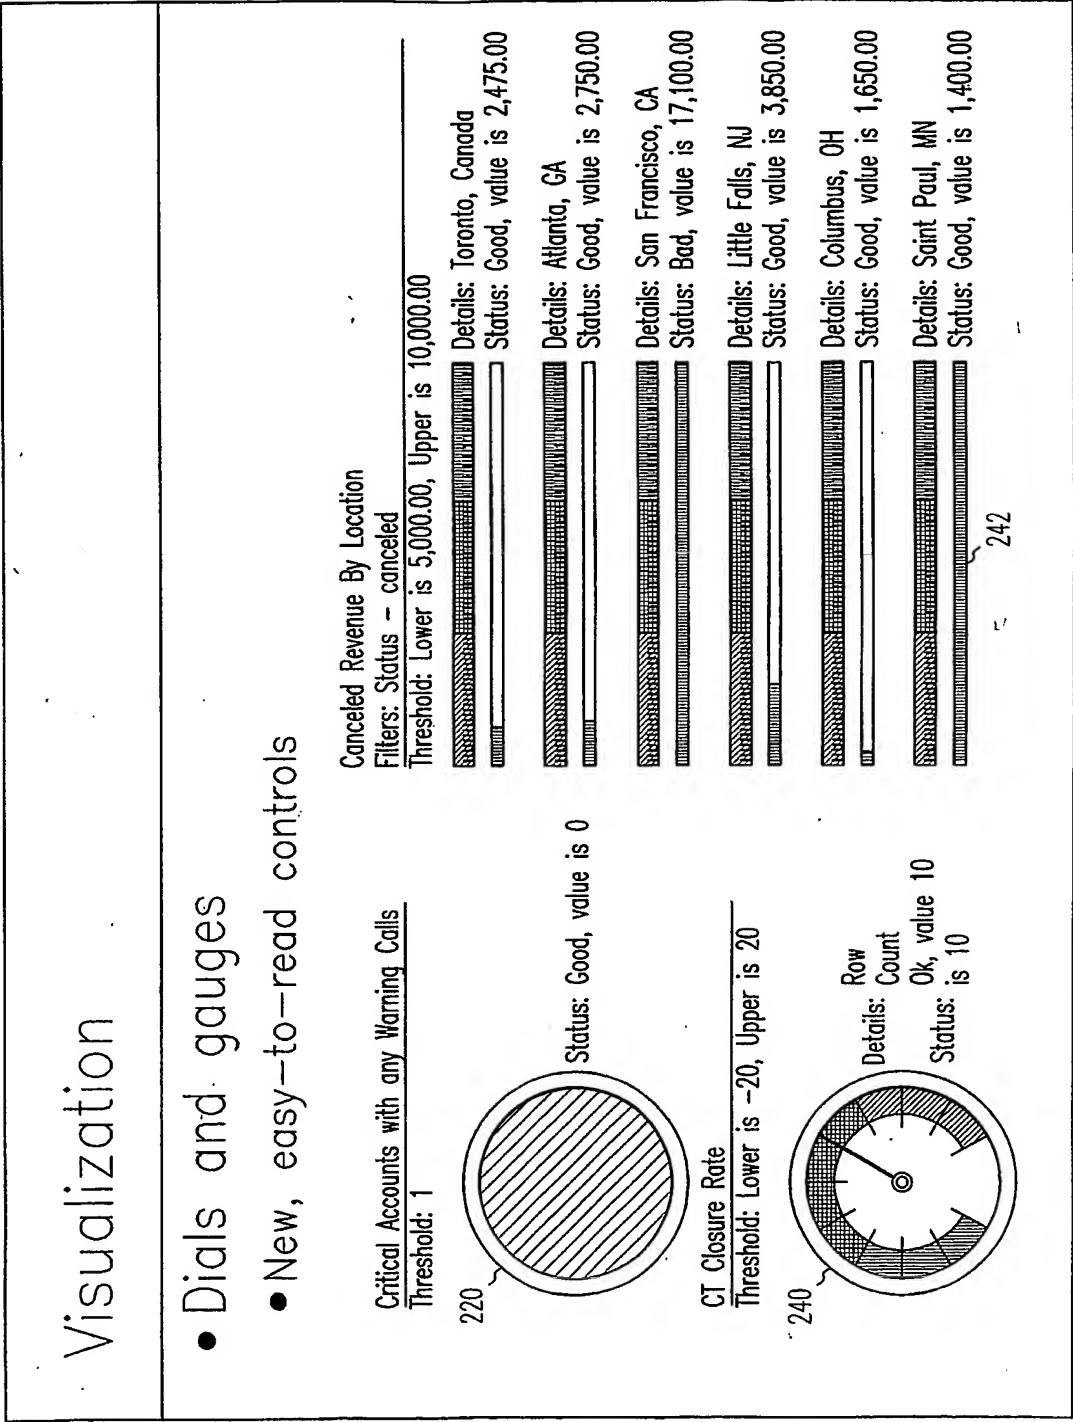 Visualization
• Dials and gauges
• New, easy-to-read controls
Critical Accounts with any Warning Calls
Threshold: 1
220
Status: Good, value is 0
CT Closure Rate
Threshold: Lower is -20, Upper is 20
240
Row
Details: Count
Ok, value 10
Status: is 10
Canceled Revenue By Location
Filters: Status - canceled
Threshold: Lower is 5,000.00, Upper is 10,000.00
Details: Toronto, Canada
Status: Good, value is 2,475.00
Details: Atlanta, GA
Status: Good, value is 2,750.00
Details: San Francisco, CA
Status: Bad, value is 17,100.00
Details: Little Falls, NJ
Status: Good, value is 3,850.00
Details: Columbus, OH
Status: Good, value is 1,650.00
Details: Saint Paul, MN
Status: Good, value is 1,400.00
242